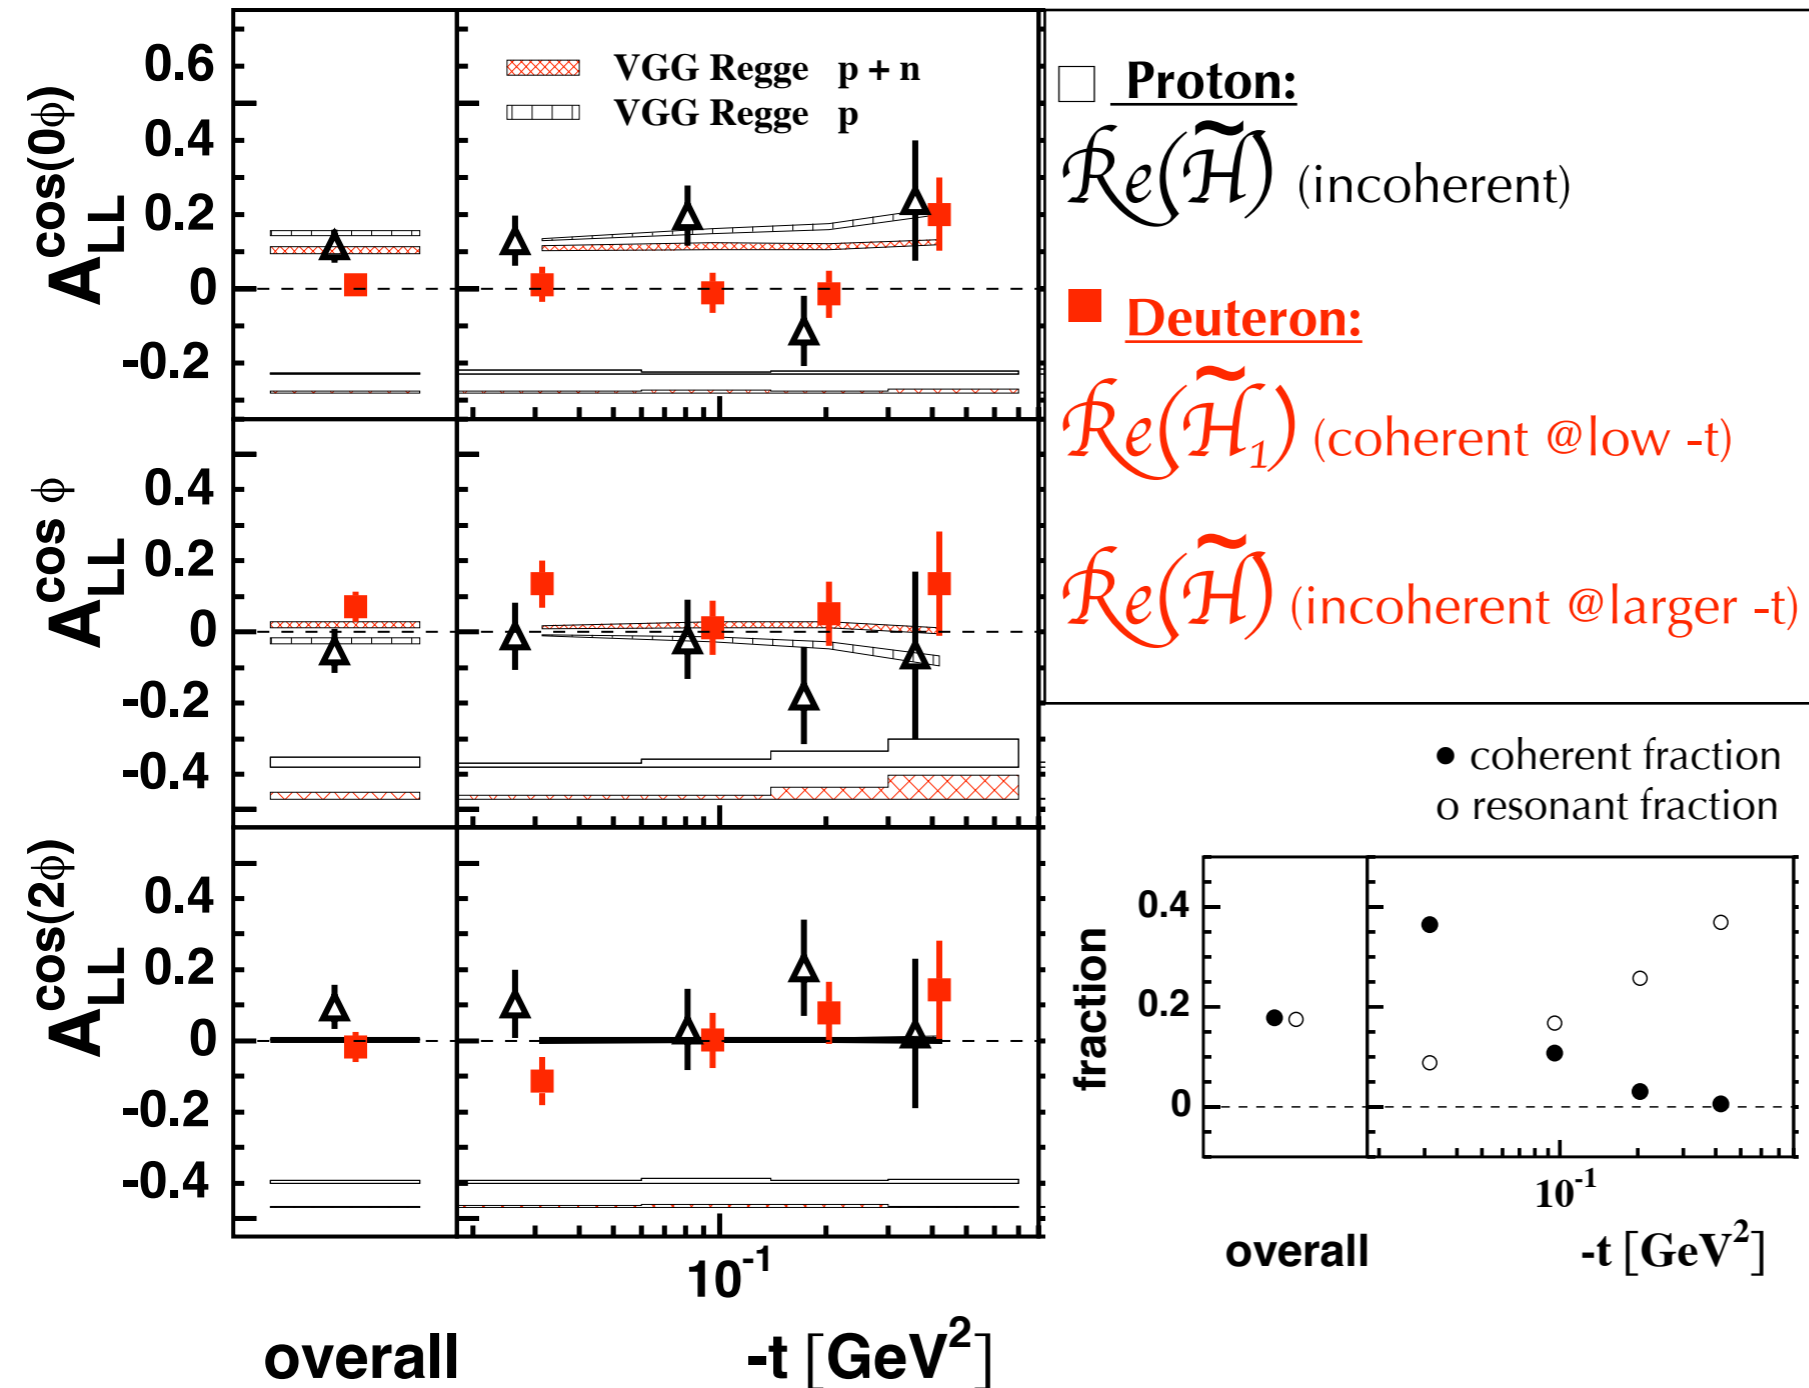 A_LL^cos(0ϕ)
0.6
0.4
0.2
0
-0.2
VGG Regge p + n
VGG Regge p
A_LL^cos ϕ
0.4
0.2
0
-0.2
-0.4
A_LL^cos(2ϕ)
0.4
0.2
0
-0.2
-0.4
10^-1
overall
-t [GeV^2]
Proton:
Re(H̃) (incoherent)
Deuteron:
Re(H̃_1) (coherent @low -t)
Re(H̃) (incoherent @larger -t)
● coherent fraction
o resonant fraction
fraction
0.4
0.2
0
10^-1
overall
-t [GeV^2]